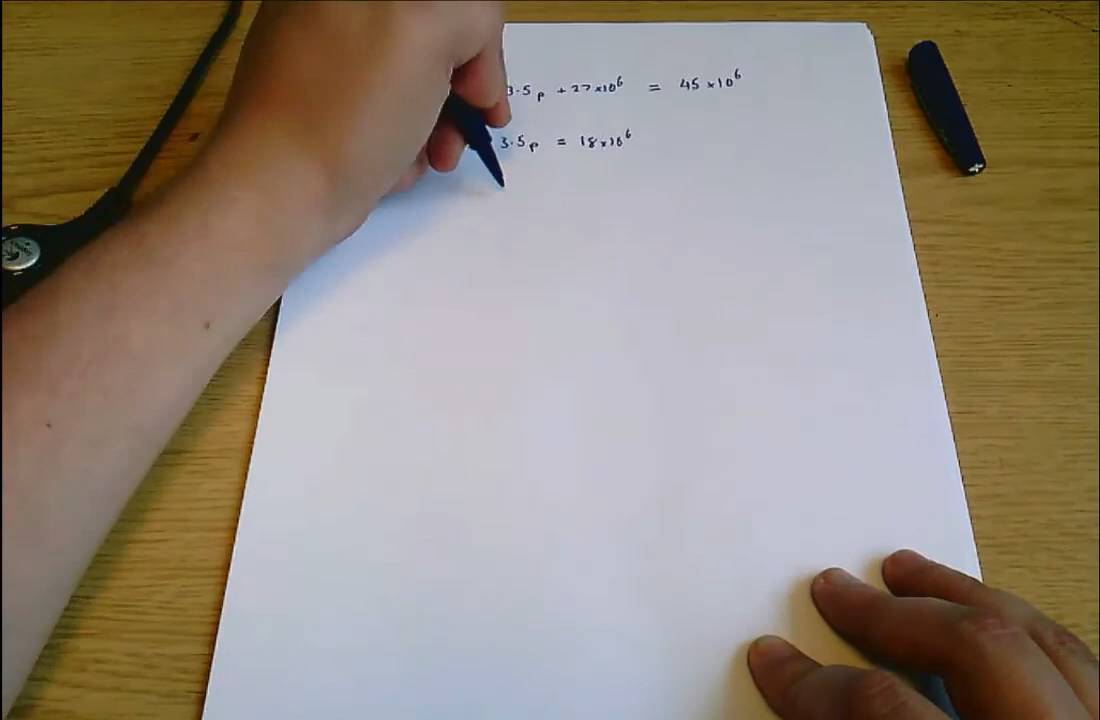 3.5p + 27×10⁶ = 45×10⁶
3.5p = 18×10⁶